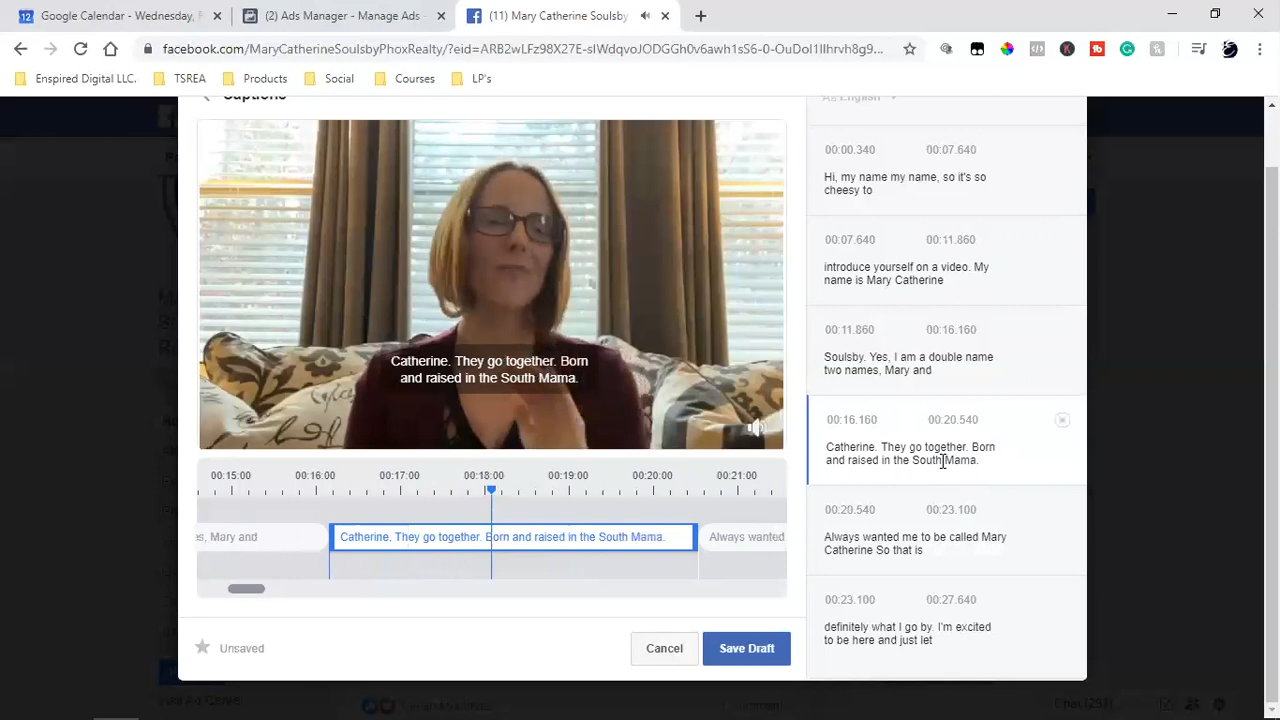 Google Calendar - Wednesday, F
(2) Ads Manager - Manage Ads -
(11) Mary Catherine Soulsby
facebook.com/MaryCatherineSoulsbyPhoxRealty/?eid=ARB2wLFz98X27E-sIWdqvoJODGGh0v6awh1sS6-0-OuDoI1IIhrvh8g9...
Enspired Digital LLC.
TSREA
Products
Social
Courses
LP's
Captions
English
00:00.340 00:07.640
Hi, my name my name, so it's so
cheesy to
00:07.640 00:11.860
introduce yourself on a video. My
name is Mary Catherine
00:11.860 00:16.160
Soulsby. Yes, I am a double name
two names, Mary and
00:16.160 00:20.540
Catherine. They go together. Born
and raised in the South Mama.
00:20.540 00:23.100
Always wanted me to be called Mary
Catherine So that is
00:23.100 00:27.640
definitely what I go by. I'm excited
to be here and just let
Catherine. They go together. Born
and raised in the South Mama.
00:15:00 00:16:00 00:17:00 00:18:00 00:19:00 00:20:00 00:21:00
es, Mary and
Catherine. They go together. Born and raised in the South Mama.
Always wanted
Unsaved
Cancel
Save Draft